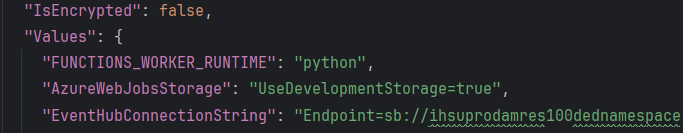 "IsEncrypted": false,
"Values": {
"FUNCTIONS_WORKER_RUNTIME": "python",
"AzureWebJobsStorage": "UseDevelopmentStorage=true",
"EventHubConnectionString": "Endpoint=sb://ihsuprodamres100dednamespace